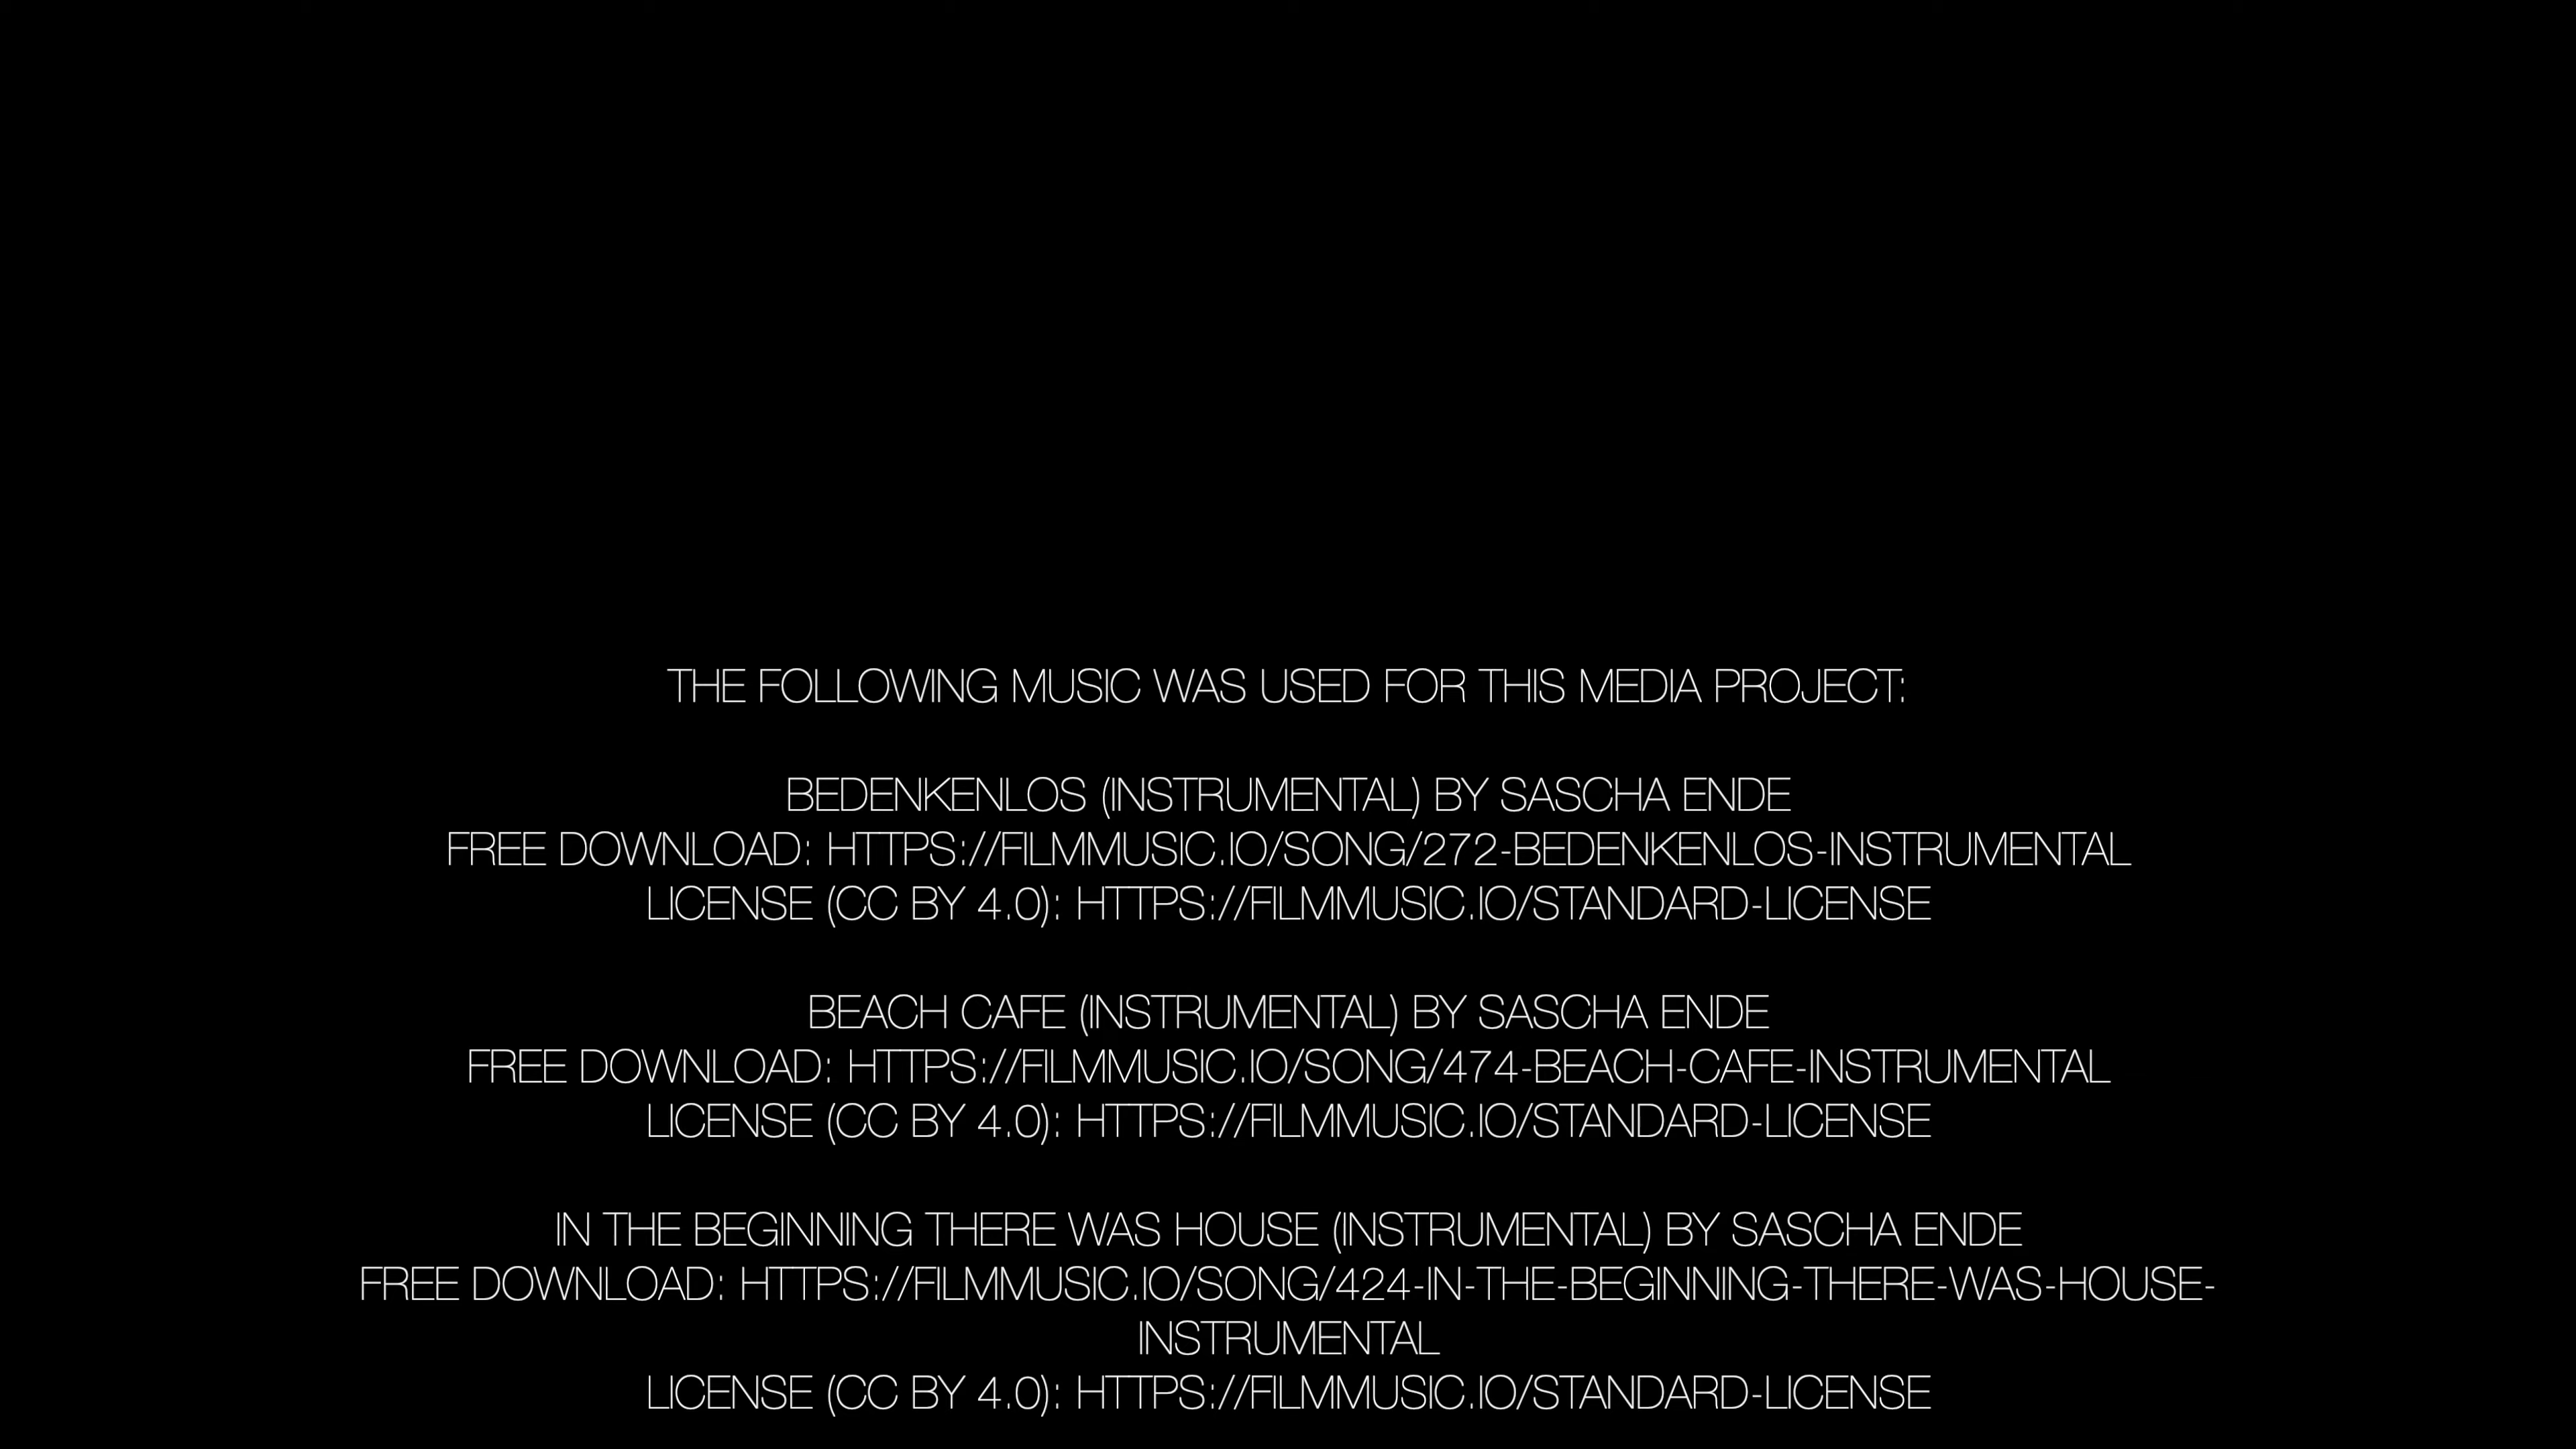 THE FOLLOWING MUSIC WAS USED FOR THIS MEDIA PROJECT:
BEDENKENLOS (INSTRUMENTAL) BY SASCHA ENDE
FREE DOWNLOAD: HTTPS://FILMMUSIC.IO/SONG/272-BEDENKENLOS-INSTRUMENTAL
LICENSE (CC BY 4.0): HTTPS://FILMMUSIC.IO/STANDARD-LICENSE
BEACH CAFE (INSTRUMENTAL) BY SASCHA ENDE
FREE DOWNLOAD: HTTPS://FILMMUSIC.IO/SONG/474-BEACH-CAFE-INSTRUMENTAL
LICENSE (CC BY 4.0): HTTPS://FILMMUSIC.IO/STANDARD-LICENSE
IN THE BEGINNING THERE WAS HOUSE (INSTRUMENTAL) BY SASCHA ENDE
FREE DOWNLOAD: HTTPS://FILMMUSIC.IO/SONG/424-IN-THE-BEGINNING-THERE-WAS-HOUSE-
INSTRUMENTAL
LICENSE (CC BY 4.0): HTTPS://FILMMUSIC.IO/STANDARD-LICENSE